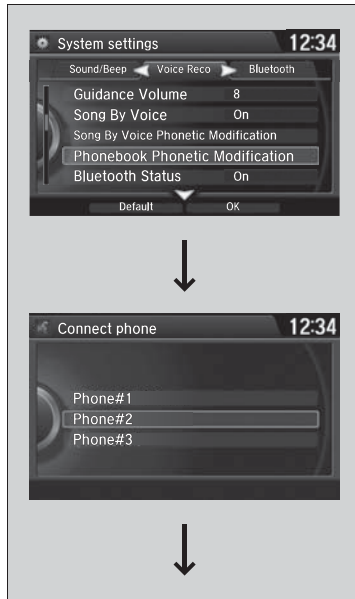 System settings 12:34
Sound/Beep Voice Reco Bluetooth
Guidance Volume 8
Song By Voice On
Song By Voice Phonetic Modification
Phonebook Phonetic Modification
Bluetooth Status On
Default OK
Connect phone 12:34
Phone#1
Phone#2
Phone#3